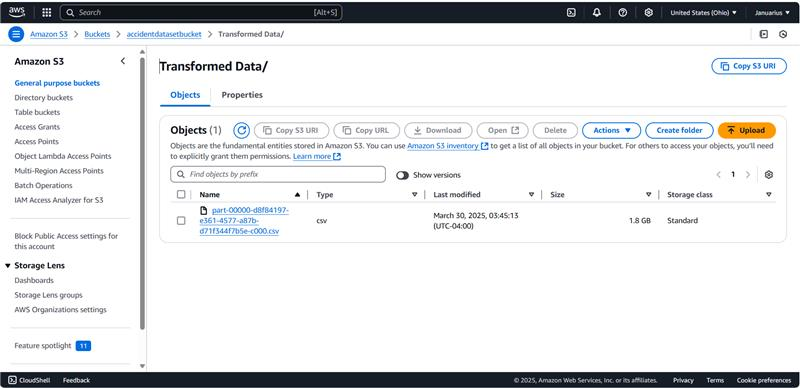 aws
Search [Alt+S]
United States (Ohio) Januarius
Amazon S3 > Buckets > accidentdatasetbucket > Transformed Data/
Amazon S3
General purpose buckets
Directory buckets
Table buckets
Access Grants
Access Points
Object Lambda Access Points
Multi-Region Access Points
Batch Operations
IAM Access Analyzer for S3
Block Public Access settings for
this account
Storage Lens
Dashboards
Storage Lens groups
AWS Organizations settings
Feature spotlight 11
Transformed Data/
Copy S3 URI
Objects Properties
Objects (1)
Copy S3 URI Copy URL Download Open Delete Actions Create folder Upload
Objects are the fundamental entities stored in Amazon S3. You can use Amazon S3 inventory to get a list of all objects in your bucket. For others to access your objects, you'll need
to explicitly grant them permissions. Learn more
Find objects by prefix Show versions 1
Name Type Last modified Size Storage class
part-00000-d8f84197-
e361-4577-a87b-
d71f344f7b5e-c000.csv
csv
March 30, 2025, 03:45:13
(UTC-04:00)
1.8 GB
Standard
CloudShell Feedback © 2025, Amazon Web Services, Inc. or its affiliates. Privacy Terms Cookie preferences